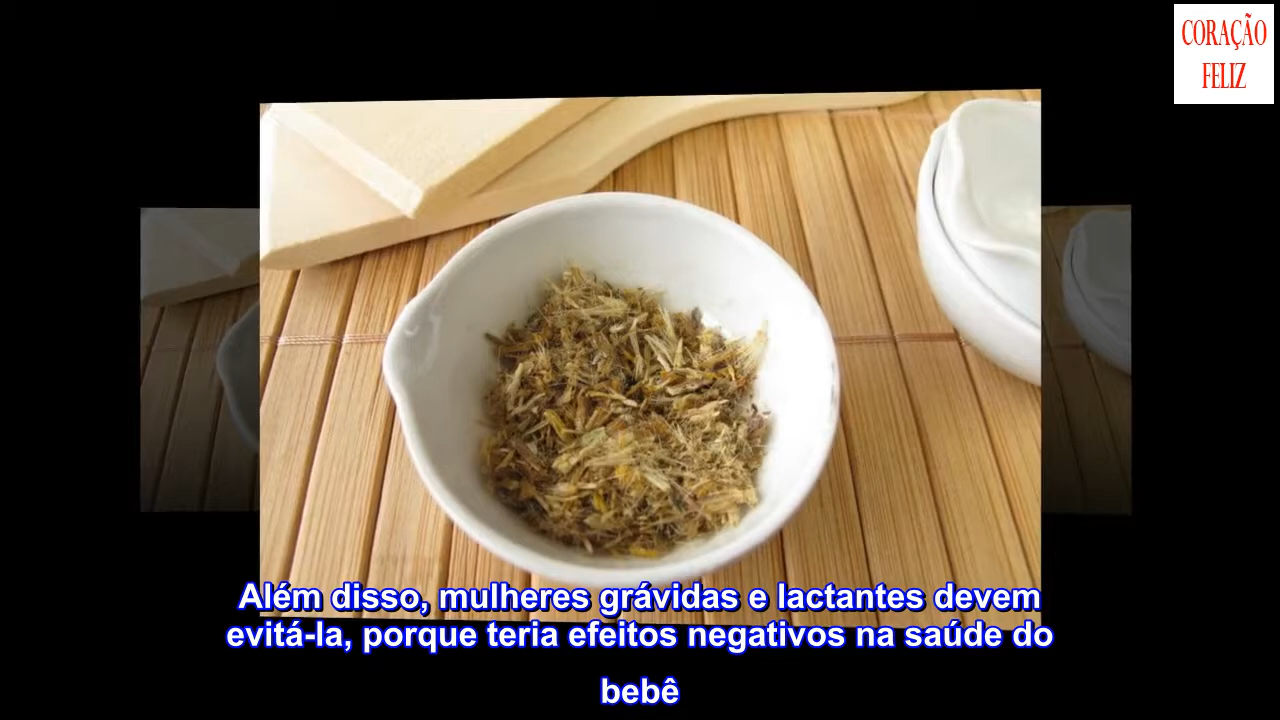 CORAÇÃO
FELIZ
Além disso, mulheres grávidas e lactantes devem
evitá-la, porque teria efeitos negativos na saúde do
bebê